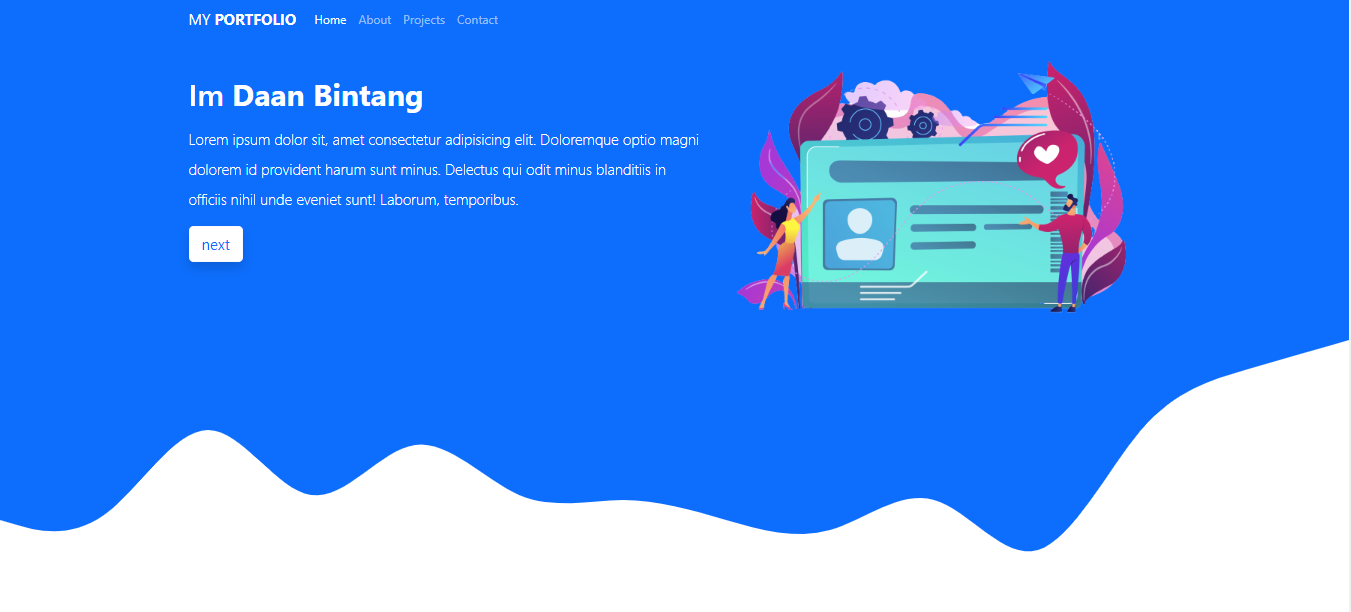 MY PORTFOLIO Home About Projects Contact
Im Daan Bintang
Lorem ipsum dolor sit, amet consectetur adipisicing elit. Doloremque optio magni
dolorem id provident harum sunt minus. Delectus qui odit minus blanditiis in
officiis nihil unde eveniet sunt! Laborum, temporibus.
next